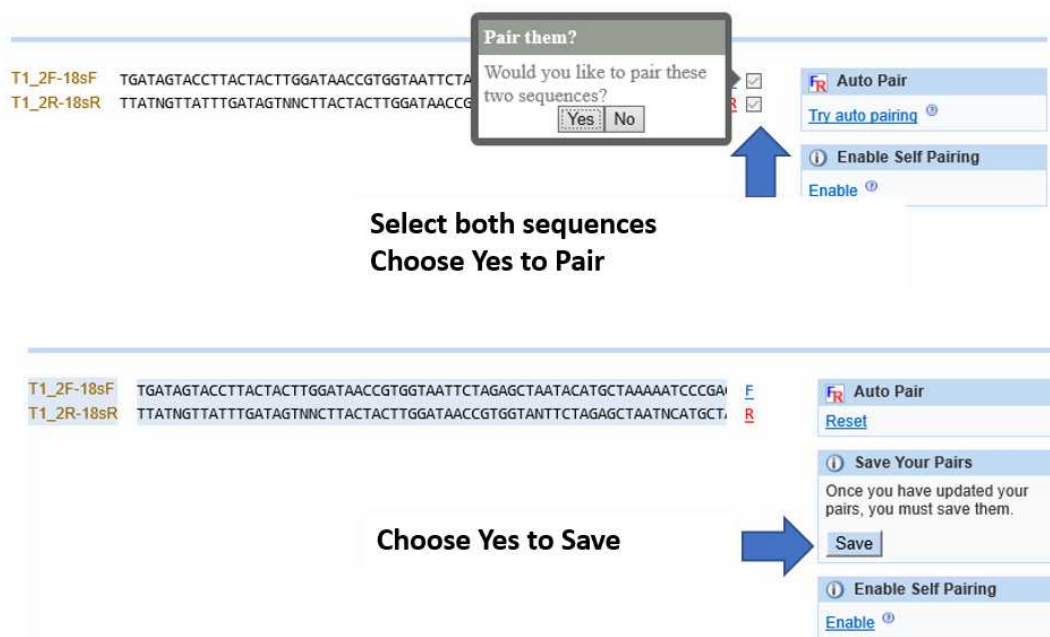 Pair them?
T1_2F-18sF TGATAGTACCTTACTACTTGGATAACCGTGGTAATTCTA
Would you like to pair these
two sequences?
T1_2R-18sR TTATNGTTATTTGATAGTNNCTTACTACTTGGATAACCG R
Yes No
FR Auto Pair
Try auto pairing ?
Enable Self Pairing
Enable ?
Select both sequences
Choose Yes to Pair
T1_2F-18sF TGATAGTACCTTACTACTTGGATAACCGTGGTAATTCTAGAGCTAATACATGCTAAAAATCCCGA F
T1_2R-18sR TTATNGTTATTTGATAGTNNCTTACTACTTGGATAACCGTGGTANTTCTAGAGCTAATNCATGCT R
FR Auto Pair
Reset
Save Your Pairs
Once you have updated your
pairs, you must save them.
Save
Choose Yes to Save
Enable Self Pairing
Enable ?